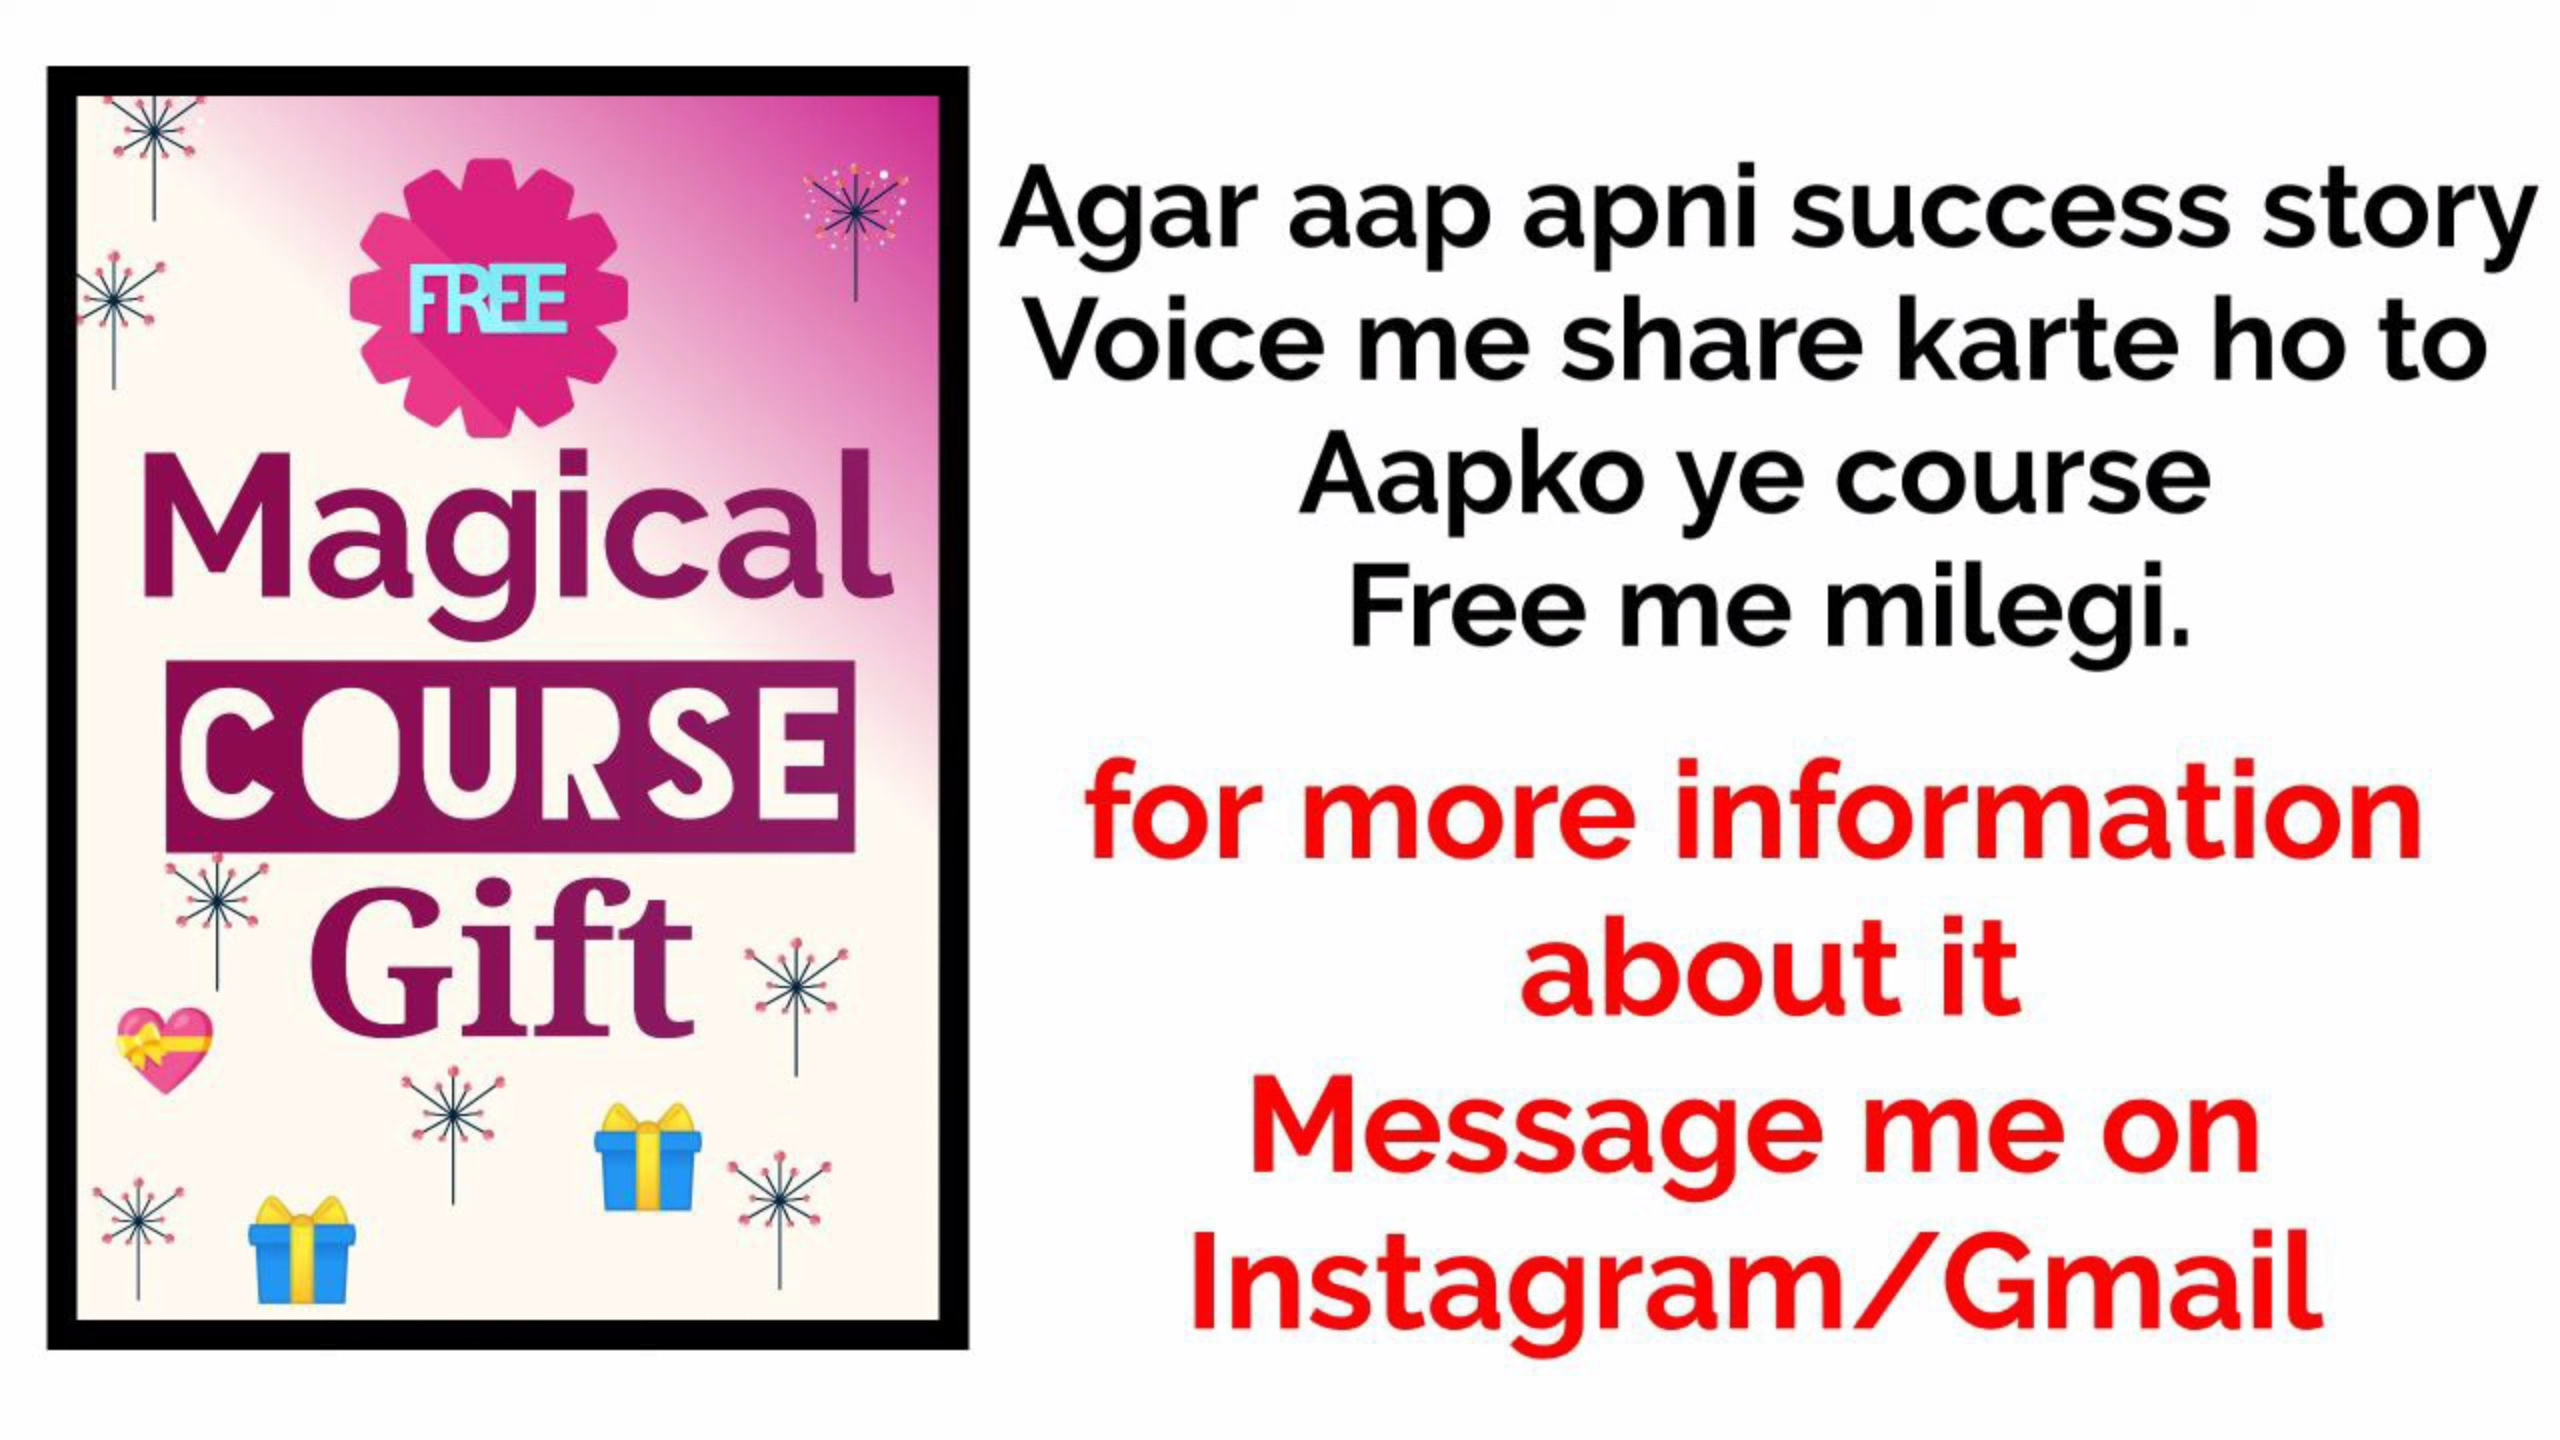 FREE
Magical
COURSE
Gift
Agar aap apni success story
Voice me share karte ho to
Aapko ye course
Free me milegi.
for more information
about it
Message me on
Instagram/Gmail